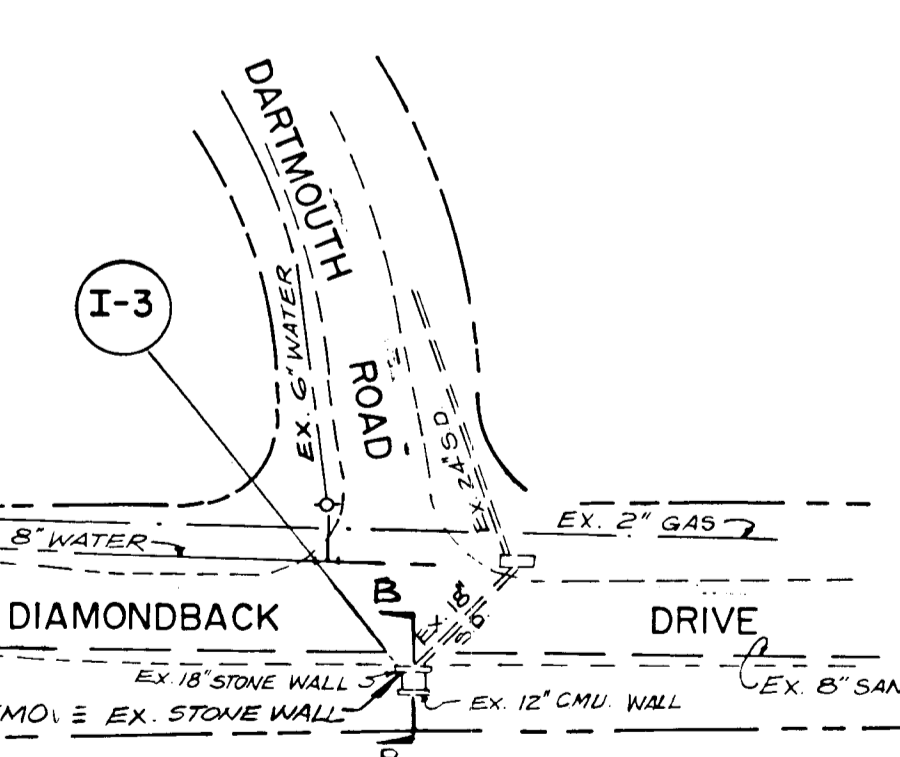 DARTMOUTH
I-3
EX. 6" WATER
ROAD
EX. 24" S.D.
EX. 2" GAS
8" WATER
B
EX. 18"
S.D.
DIAMONDBACK
DRIVE
EX. 18" STONE WALL
EX. 8" SAN
EX. STONE WALL
EX. 12" CMU. WALL